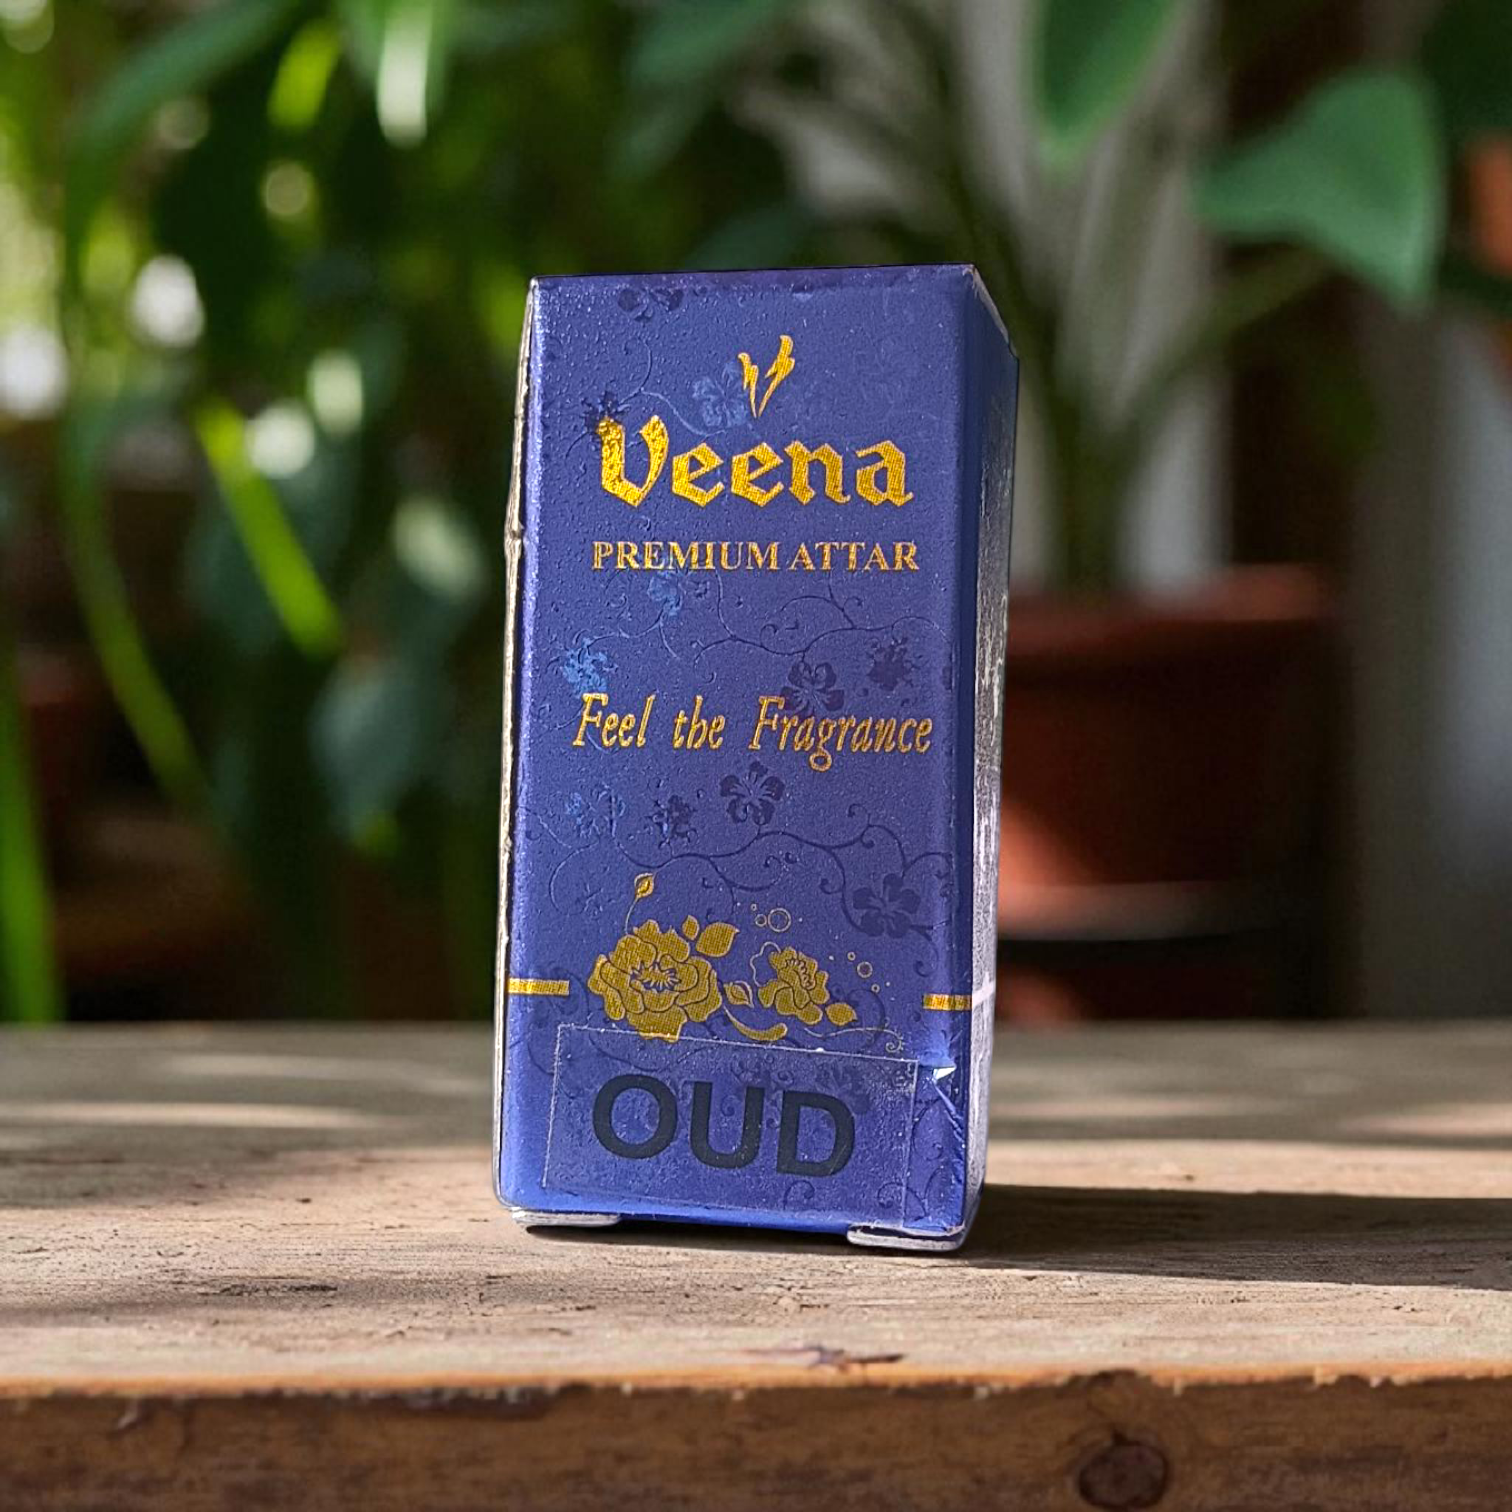 Veena
PREMIUM ATTAR
Feel the Fragrance
OUD